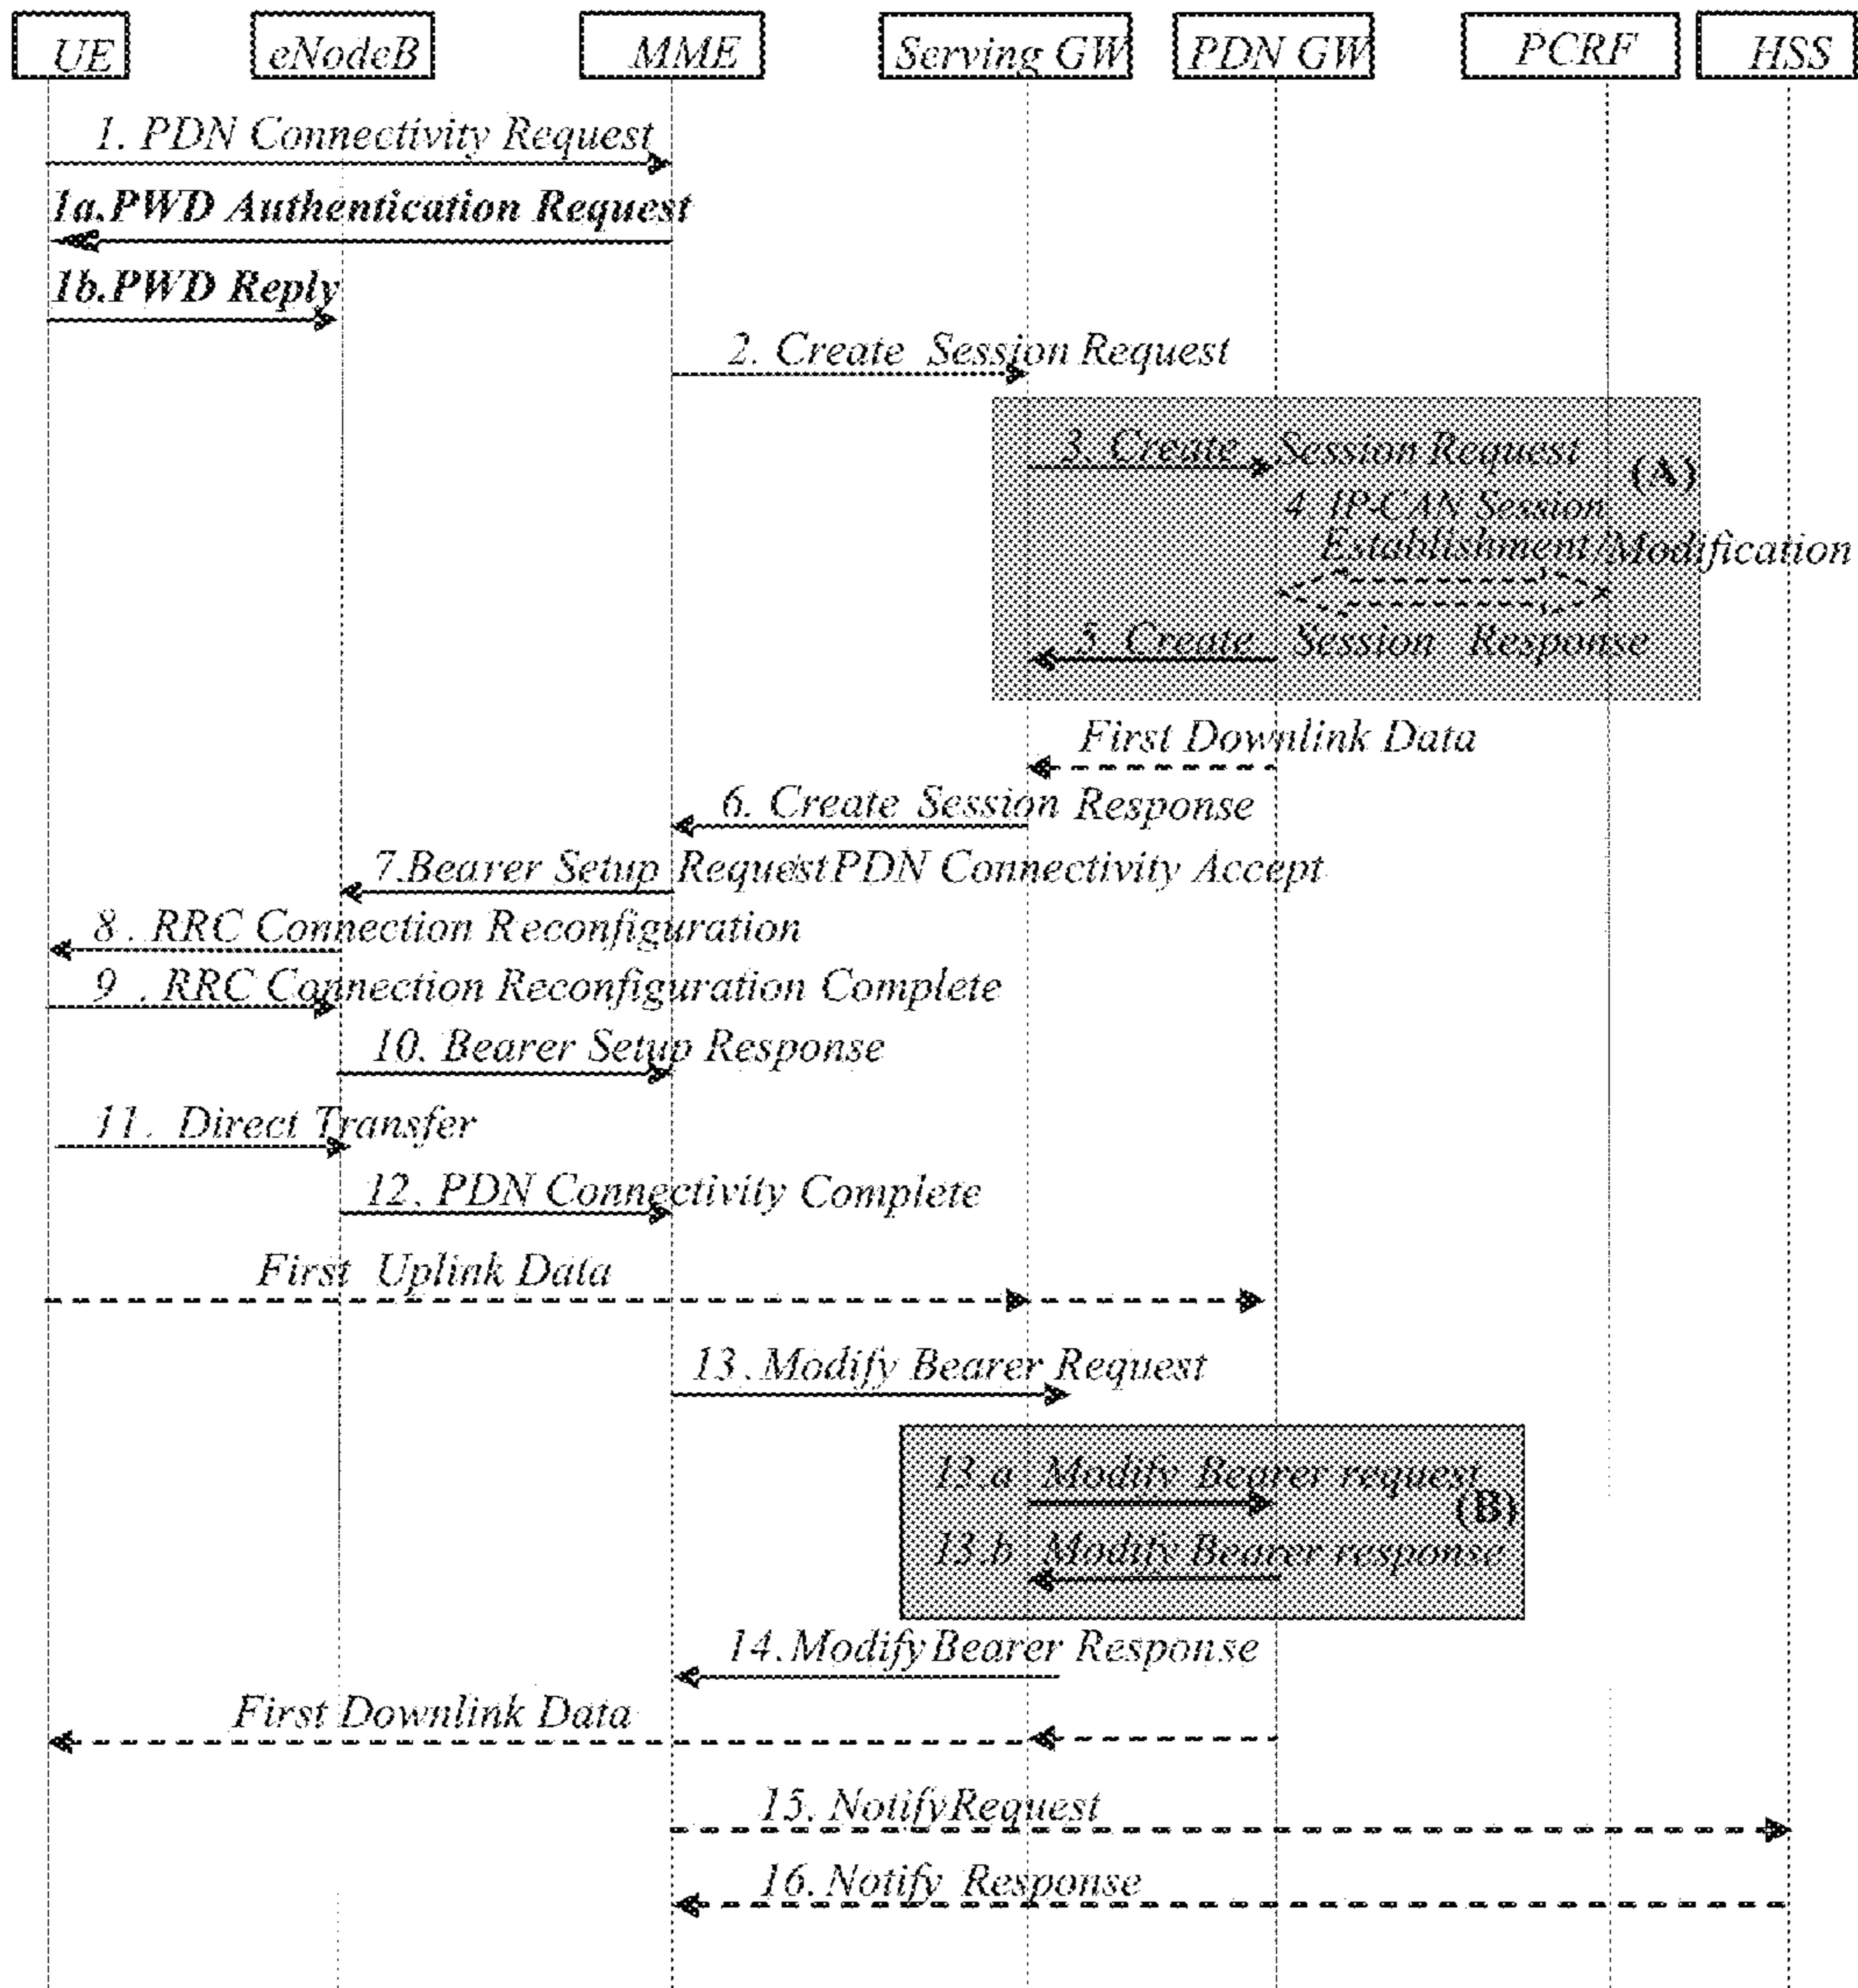 UE eNodeB MME Serving GW PDN GW PCRF HSS
1. PDN Connectivity Request
1a.PWD Authentication Request
1b.PWD Reply
2. Create Session Request
3. Create Session Request
(A)
4. IP-CAN Session
Establishment/Modification
5. Create Session Response
First Downlink Data
6. Create Session Response
7.Bearer Setup Request PDN Connectivity Accept
8. RRC Connection Reconfiguration
9. RRC Connection Reconfiguration Complete
10. Bearer Setup Response
11. Direct Transfer
12. PDN Connectivity Complete
First Uplink Data
13. Modify Bearer Request
13.a Modify Bearer request
(B)
13.b Modify Bearer response
14. Modify Bearer Response
First Downlink Data
15. Notify Request
16. Notify Response